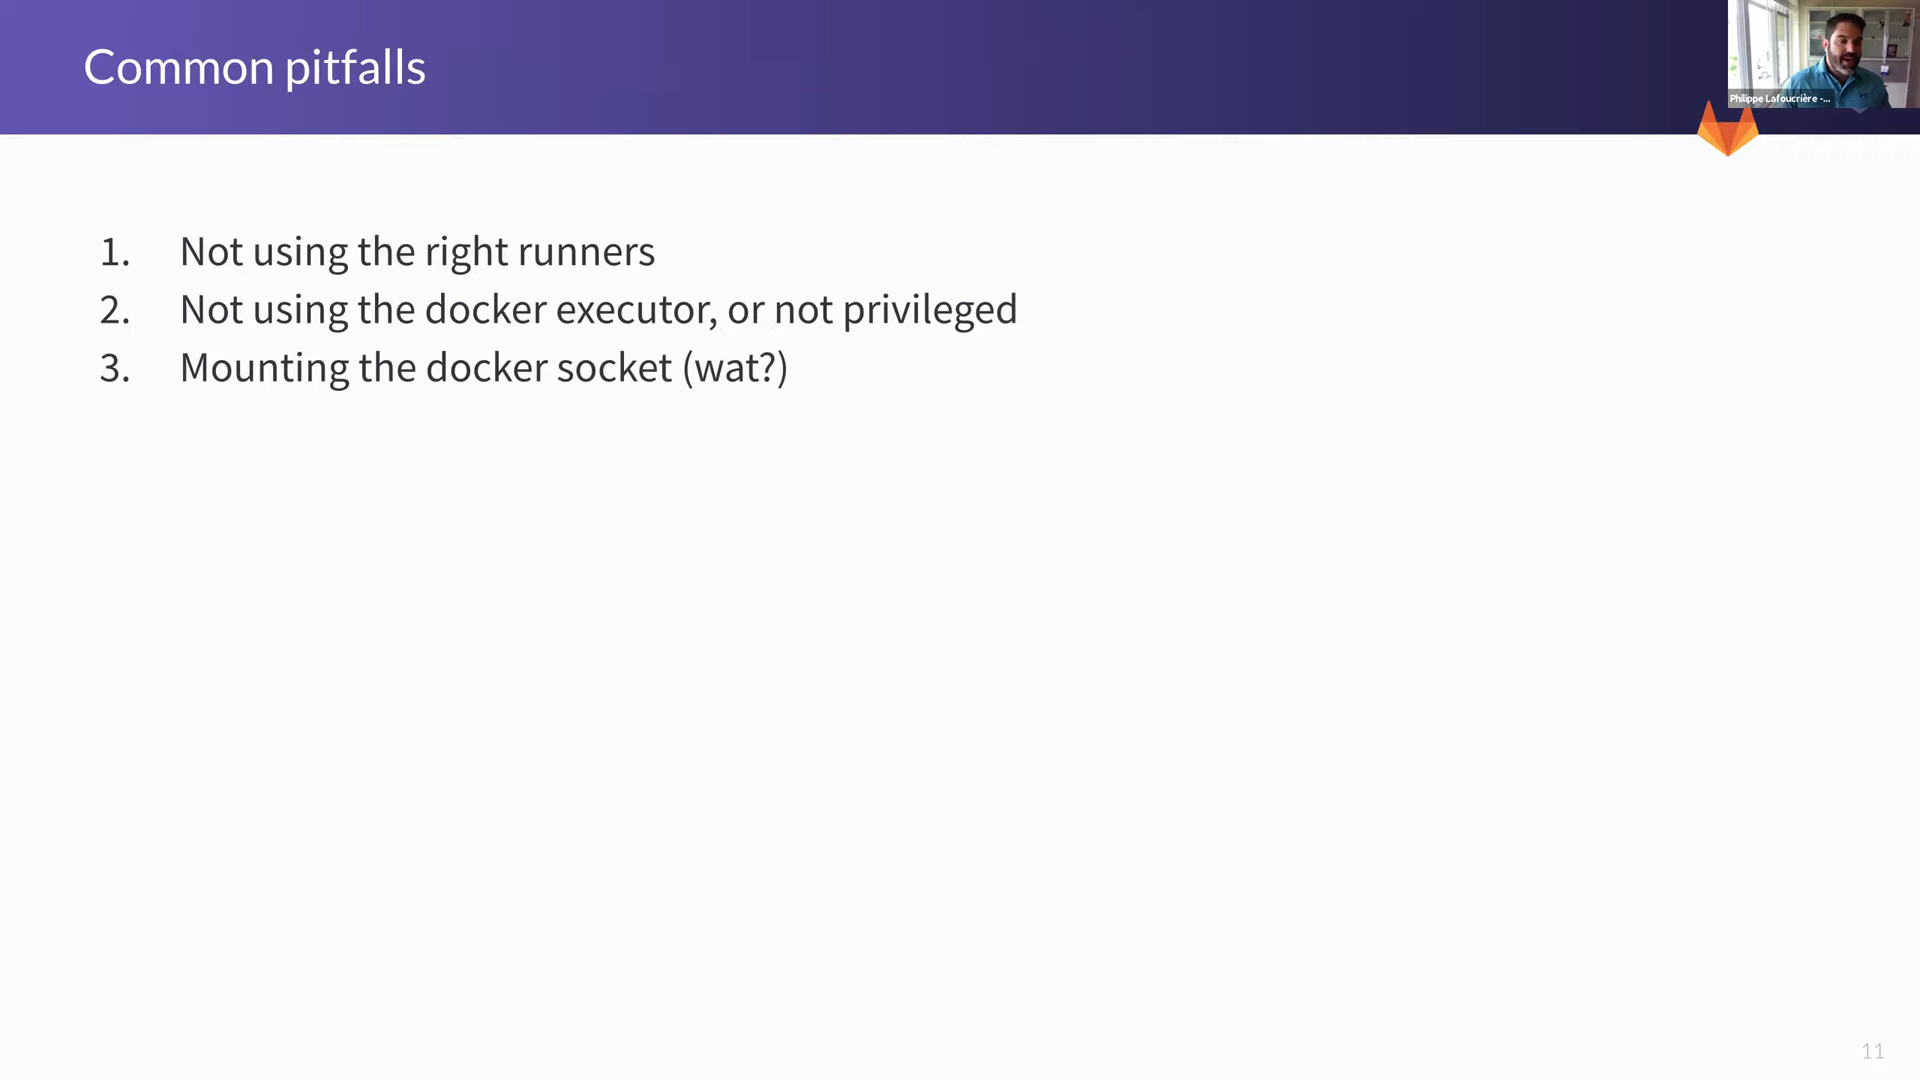 Common pitfalls
Philippe Lafoucrière -...
1. Not using the right runners
2. Not using the docker executor, or not privileged
3. Mounting the docker socket (wat?)
11